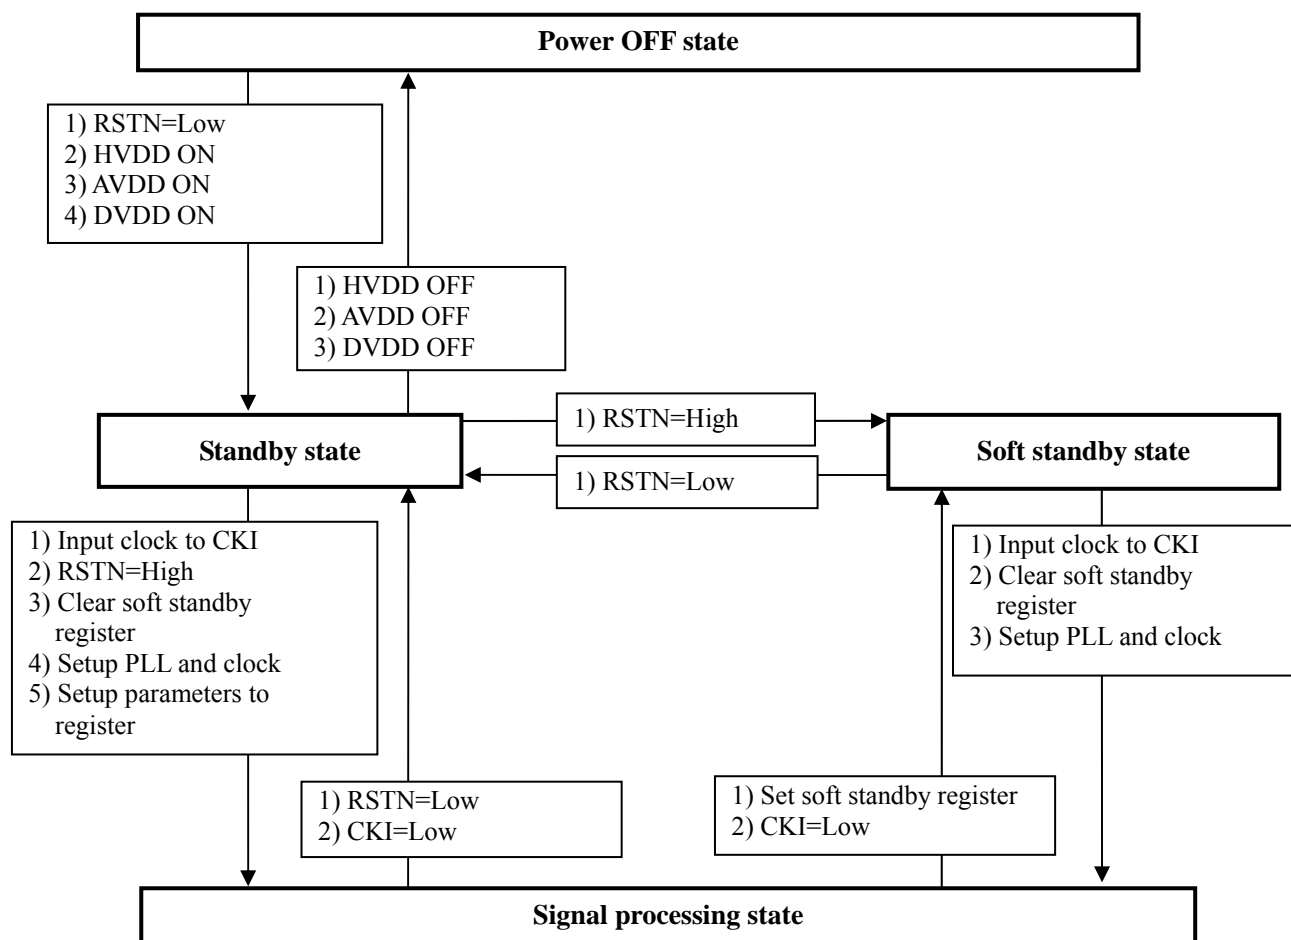 Power OFF state
1) RSTN=Low
2) HVDD ON
3) AVDD ON
4) DVDD ON
1) HVDD OFF
2) AVDD OFF
3) DVDD OFF
1) RSTN=High
Standby state
Soft standby state
1) RSTN=Low
1) Input clock to CKI
2) RSTN=High
3) Clear soft standby
register
4) Setup PLL and clock
5) Setup parameters to
register
1) Input clock to CKI
2) Clear soft standby
register
3) Setup PLL and clock
1) RSTN=Low
2) CKI=Low
1) Set soft standby register
2) CKI=Low
Signal processing state